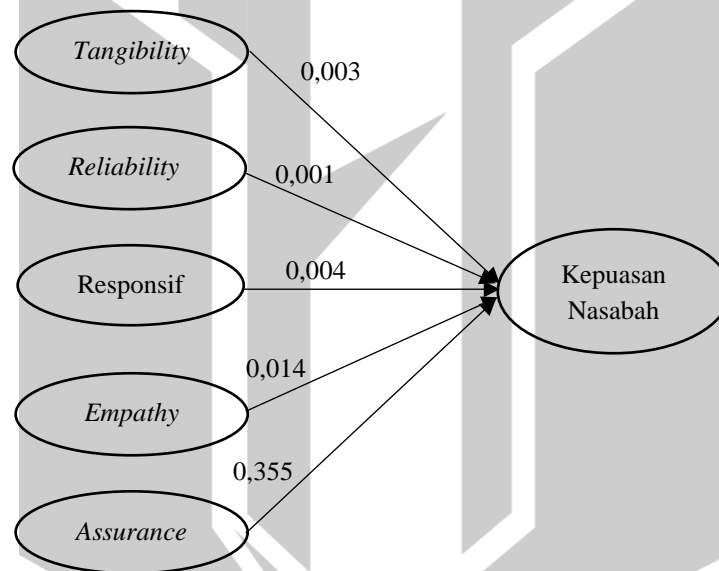 Tangibility
0,003
Reliability
0,001
Responsif
0,004
Kepuasan
Nasabah
0,014
Empathy
0,355
Assurance